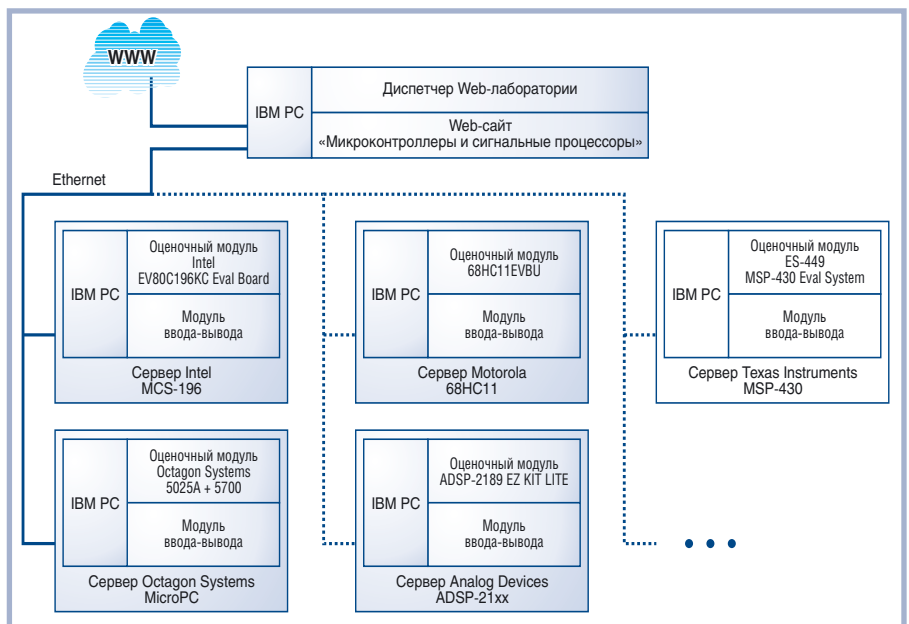 WWW
IBM PC
Диспетчер Web-лаборатории
Web-сайт
«Микроконтроллеры и сигнальные процессоры»
Ethernet
IBM PC
Оценочный модуль
Intel
EV80C196KC Eval Board
Модуль
ввода-вывода
Сервер Intel
MCS-196
IBM PC
Оценочный модуль
68HC11EVBU
Модуль
ввода-вывода
Сервер Motorola
68HC11
IBM PC
Оценочный модуль
ES-449
MSP-430 Eval System
Модуль
ввода-вывода
Сервер Texas Instruments
MSP-430
IBM PC
Оценочный модуль
Octagon Systems
5025A + 5700
Модуль
ввода-вывода
Сервер Octagon Systems
MicroPC
IBM PC
Оценочный модуль
ADSP-2189 EZ KIT LITE
Модуль
ввода-вывода
Сервер Analog Devices
ADSP-21xx